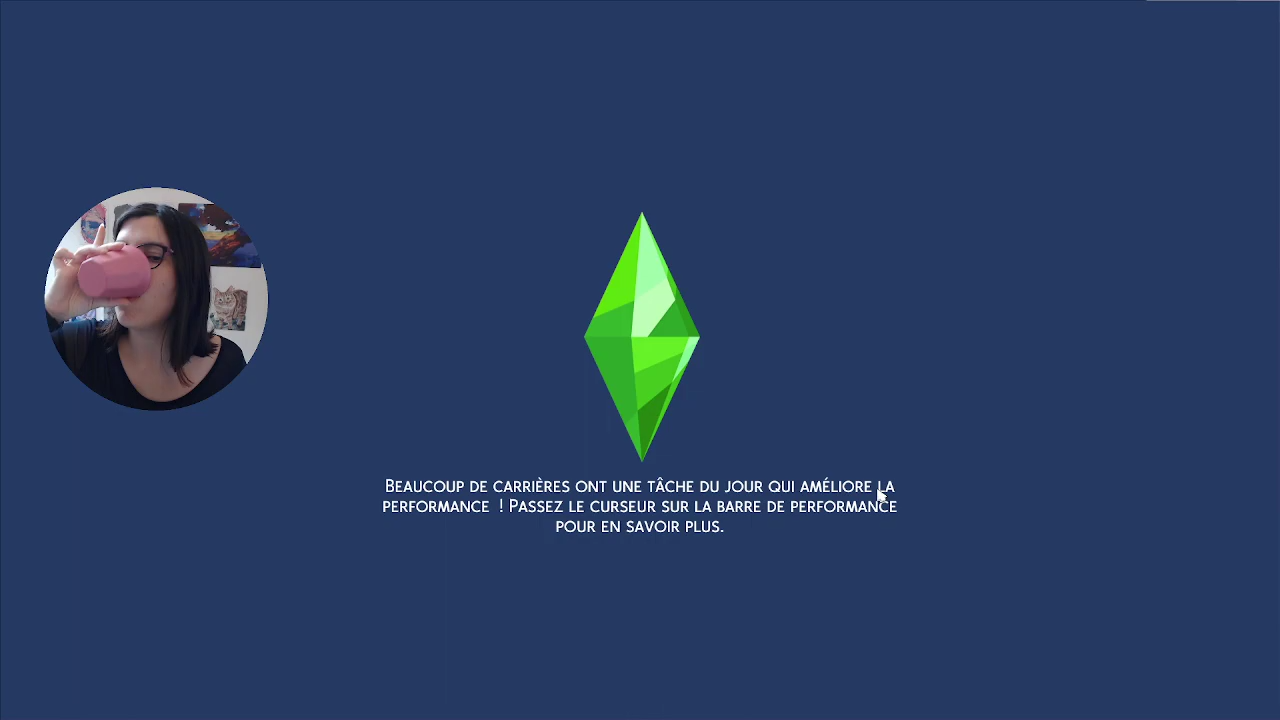 Beaucoup de carrières ont une tâche du jour qui améliore la
performance ! Passez le curseur sur la barre de performance
pour en savoir plus.